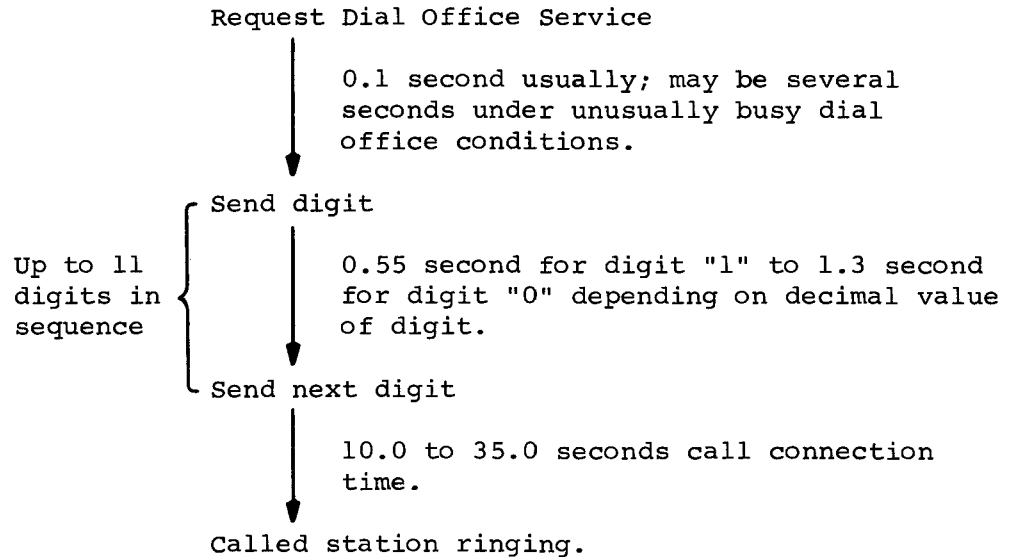 Request Dial Office Service
0.1 second usually; may be several
seconds under unusually busy dial
office conditions.
Send digit
Up to 11
digits in
sequence
0.55 second for digit "1" to 1.3 second
for digit "0" depending on decimal value
of digit.
Send next digit
10.0 to 35.0 seconds call connection
time.
Called station ringing.